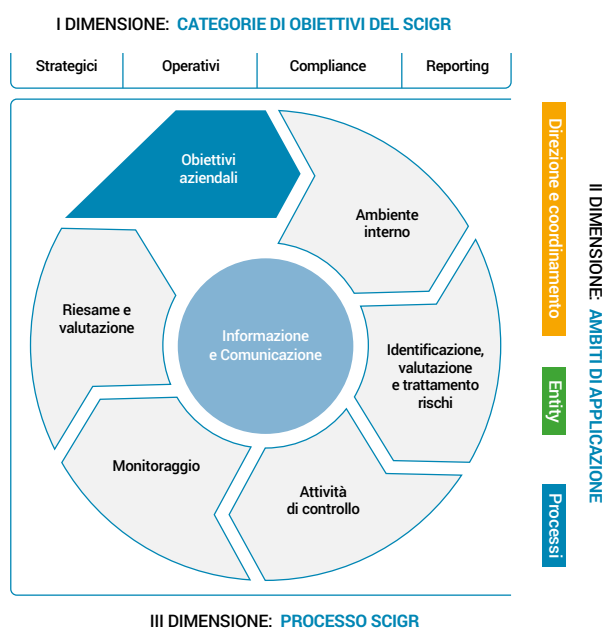 I DIMENSIONE: CATEGORIE DI OBIETTIVI DEL SCIGR
Strategici
Operativi
Compliance
Reporting
Obiettivi
aziendali
Ambiente
interno
Identificazione,
valutazione
e trattamento
rischi
Attività
di controllo
Monitoraggio
Riesame e
valutazione
Informazione
e Comunicazione
Direzione e coordinamento
Entity
Processi
II DIMENSIONE: AMBITI DI APPLICAZIONE
III DIMENSIONE: PROCESSO SCIGR